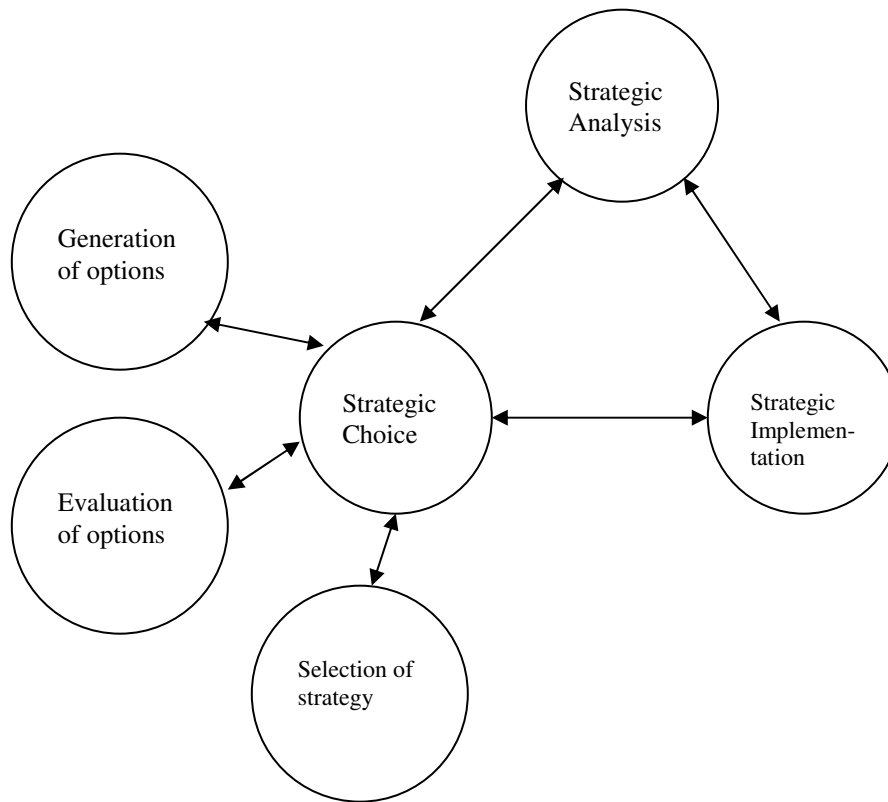 Strategic
Analysis
Generation
of options
Strategic
Choice
Strategic
Implemen-
tation
Evaluation
of options
Selection of
strategy